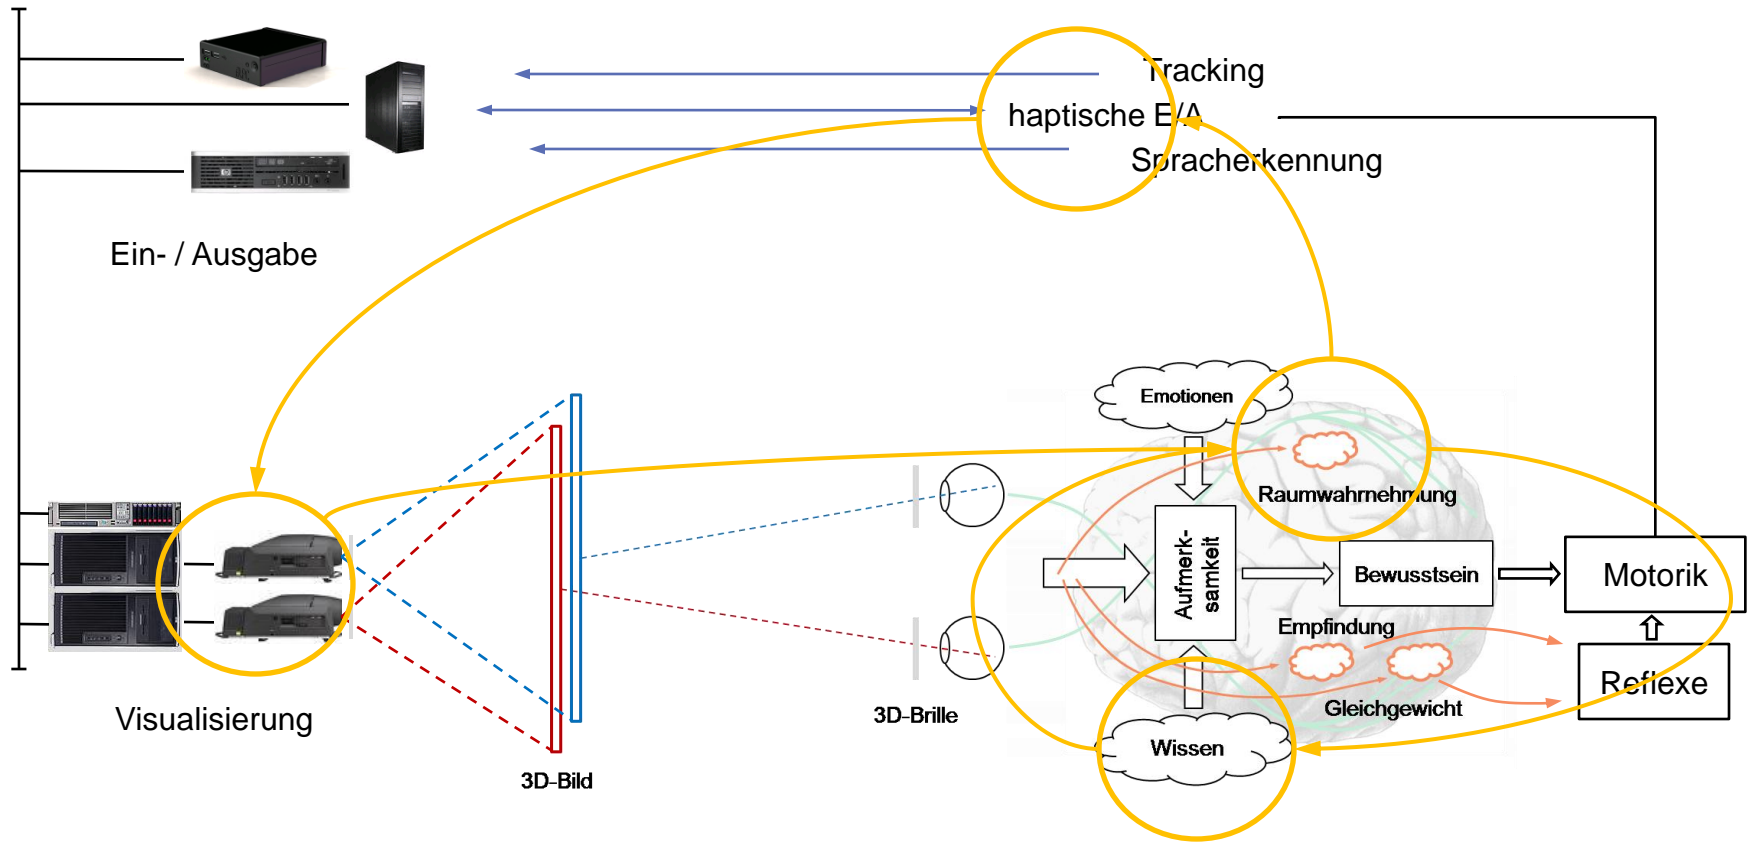 Tracking
haptische E/A
Spracherkennung
Ein- / Ausgabe
Emotionen
Raumwahrnehmung
Aufmerk-
samkeit
Bewusstsein
Motorik
Empfindung
Reflexe
Gleichgewicht
3D-Brille
Visualisierung
Wissen
3D-Bild